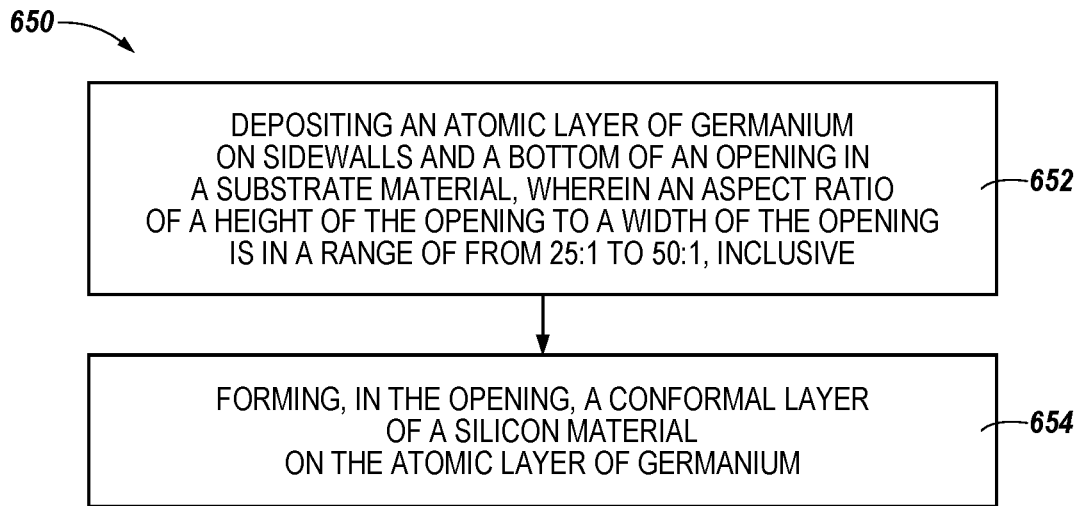 650
DEPOSITING AN ATOMIC LAYER OF GERMANIUM
ON SIDEWALLS AND A BOTTOM OF AN OPENING IN
A SUBSTRATE MATERIAL, WHEREIN AN ASPECT RATIO
OF A HEIGHT OF THE OPENING TO A WIDTH OF THE OPENING
IS IN A RANGE OF FROM 25:1 TO 50:1, INCLUSIVE
652
FORMING, IN THE OPENING, A CONFORMAL LAYER
OF A SILICON MATERIAL
ON THE ATOMIC LAYER OF GERMANIUM
654